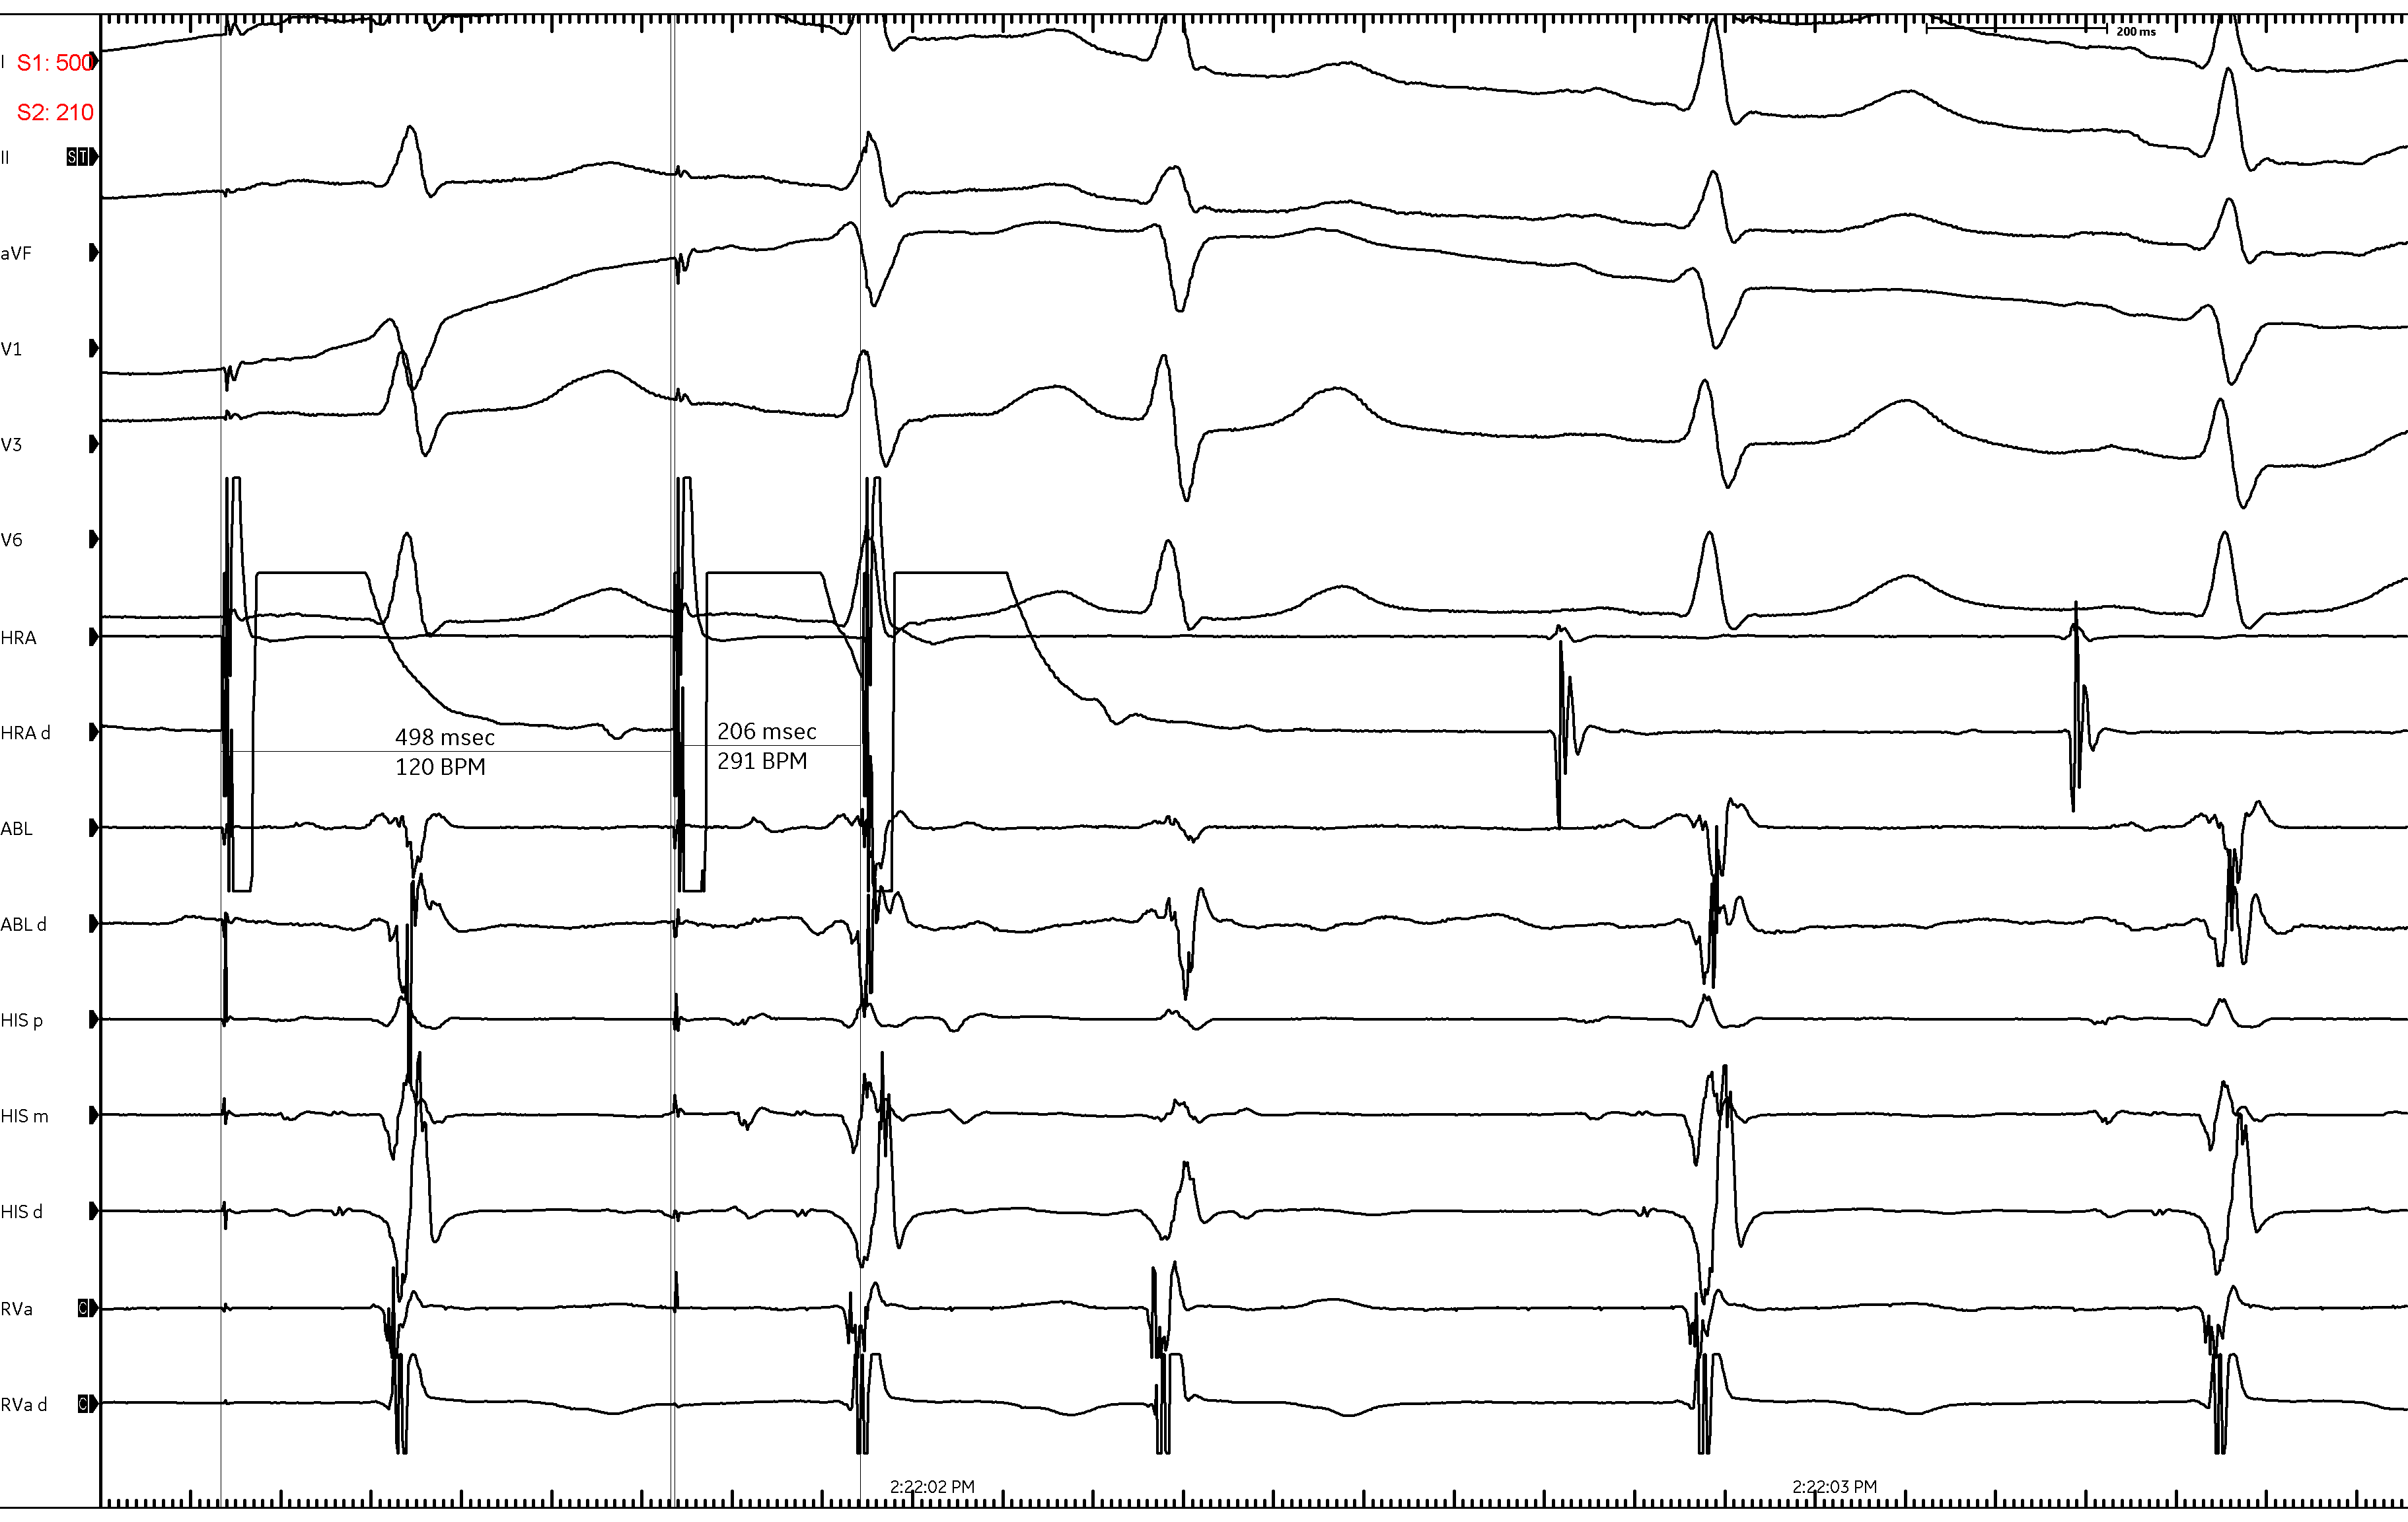 200 ms
I
S1: 500
S2: 210
II
ST
aVF
V1
V3
V6
HRA
HRA d
498 msec
120 BPM
206 msec
291 BPM
ABL
ABL d
HIS p
HIS m
HIS d
RVa
C
RVa d
C
2:22:02 PM
2:22:03 PM